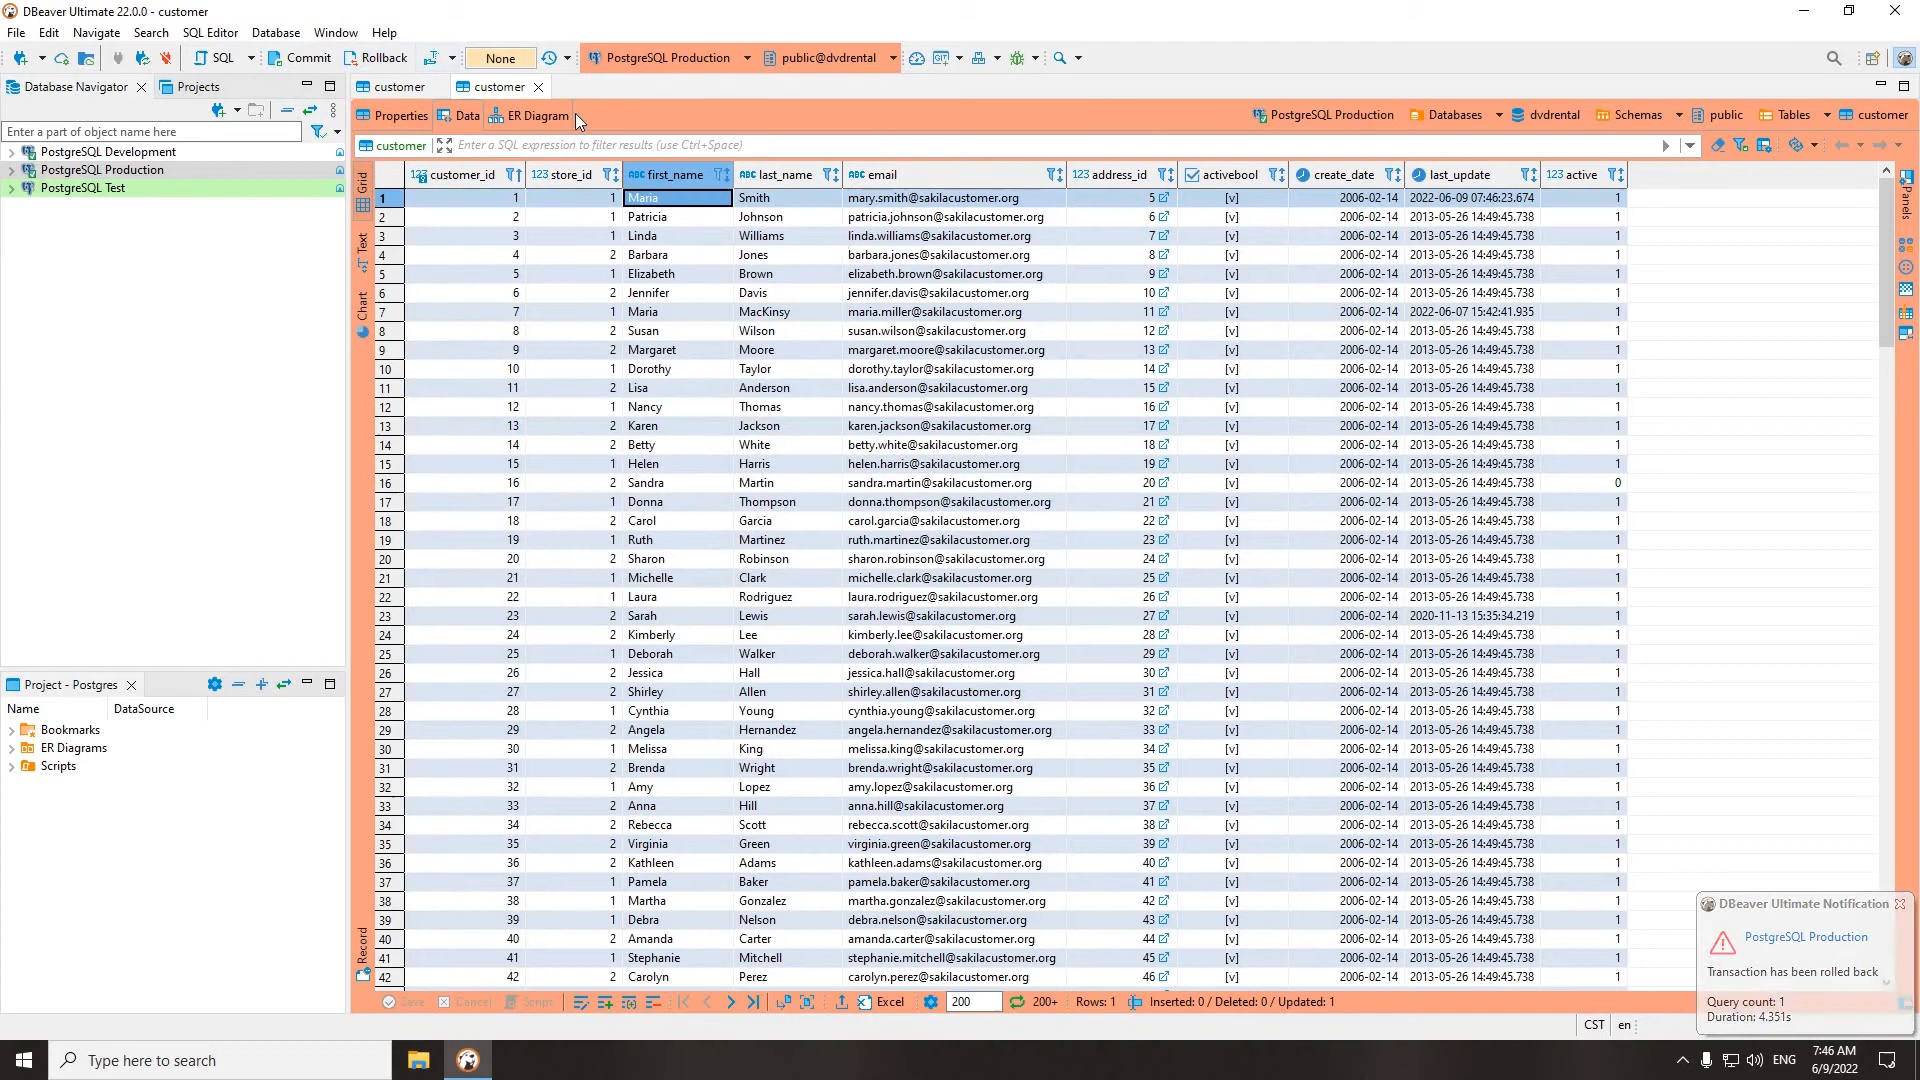 DBeaver Ultimate 22.0.0 - customer
File Edit Navigate Search SQL Editor Database Window Help
SQL Commit Rollback None PostgreSQL Production public@dvdrental
Database Navigator Projects
customer customer
Enter a part of object name here
PostgreSQL Development
PostgreSQL Production
PostgreSQL Test
Properties Data ER Diagram PostgreSQL Production Databases dvdrental Schemas public Tables customer
customer Enter a SQL expression to filter results (use Ctrl+Space)
Grid
Text
Chart
Record
Panels
123 customer_id 123 store_id ABC first_name ABC last_name ABC email 123 address_id activebool create_date last_update 123 active
1 1 1 Maria Smith mary.smith@sakilacustomer.org 5 [v] 2006-02-14 2022-06-09 07:46:23.674 1
2 2 1 Patricia Johnson patricia.johnson@sakilacustomer.org 6 [v] 2006-02-14 2013-05-26 14:49:45.738 1
3 3 1 Linda Williams linda.williams@sakilacustomer.org 7 [v] 2006-02-14 2013-05-26 14:49:45.738 1
4 4 2 Barbara Jones barbara.jones@sakilacustomer.org 8 [v] 2006-02-14 2013-05-26 14:49:45.738 1
5 5 1 Elizabeth Brown elizabeth.brown@sakilacustomer.org 9 [v] 2006-02-14 2013-05-26 14:49:45.738 1
6 6 2 Jennifer Davis jennifer.davis@sakilacustomer.org 10 [v] 2006-02-14 2013-05-26 14:49:45.738 1
7 7 1 Maria MacKinsy maria.miller@sakilacustomer.org 11 [v] 2006-02-14 2022-06-07 15:42:41.935 1
8 8 2 Susan Wilson susan.wilson@sakilacustomer.org 12 [v] 2006-02-14 2013-05-26 14:49:45.738 1
9 9 2 Margaret Moore margaret.moore@sakilacustomer.org 13 [v] 2006-02-14 2013-05-26 14:49:45.738 1
10 10 1 Dorothy Taylor dorothy.taylor@sakilacustomer.org 14 [v] 2006-02-14 2013-05-26 14:49:45.738 1
11 11 2 Lisa Anderson lisa.anderson@sakilacustomer.org 15 [v] 2006-02-14 2013-05-26 14:49:45.738 1
12 12 1 Nancy Thomas nancy.thomas@sakilacustomer.org 16 [v] 2006-02-14 2013-05-26 14:49:45.738 1
13 13 2 Karen Jackson karen.jackson@sakilacustomer.org 17 [v] 2006-02-14 2013-05-26 14:49:45.738 1
14 14 2 Betty White betty.white@sakilacustomer.org 18 [v] 2006-02-14 2013-05-26 14:49:45.738 1
15 15 1 Helen Harris helen.harris@sakilacustomer.org 19 [v] 2006-02-14 2013-05-26 14:49:45.738 1
16 16 2 Sandra Martin sandra.martin@sakilacustomer.org 20 [v] 2006-02-14 2013-05-26 14:49:45.738 0
17 17 1 Donna Thompson donna.thompson@sakilacustomer.org 21 [v] 2006-02-14 2013-05-26 14:49:45.738 1
18 18 2 Carol Garcia carol.garcia@sakilacustomer.org 22 [v] 2006-02-14 2013-05-26 14:49:45.738 1
19 19 1 Ruth Martinez ruth.martinez@sakilacustomer.org 23 [v] 2006-02-14 2013-05-26 14:49:45.738 1
20 20 2 Sharon Robinson sharon.robinson@sakilacustomer.org 24 [v] 2006-02-14 2013-05-26 14:49:45.738 1
21 21 1 Michelle Clark michelle.clark@sakilacustomer.org 25 [v] 2006-02-14 2013-05-26 14:49:45.738 1
22 22 1 Laura Rodriguez laura.rodriguez@sakilacustomer.org 26 [v] 2006-02-14 2013-05-26 14:49:45.738 1
23 23 2 Sarah Lewis sarah.lewis@sakilacustomer.org 27 [v] 2006-02-14 2020-11-13 15:35:34.219 1
24 24 2 Kimberly Lee kimberly.lee@sakilacustomer.org 28 [v] 2006-02-14 2013-05-26 14:49:45.738 1
25 25 1 Deborah Walker deborah.walker@sakilacustomer.org 29 [v] 2006-02-14 2013-05-26 14:49:45.738 1
26 26 2 Jessica Hall jessica.hall@sakilacustomer.org 30 [v] 2006-02-14 2013-05-26 14:49:45.738 1
27 27 2 Shirley Allen shirley.allen@sakilacustomer.org 31 [v] 2006-02-14 2013-05-26 14:49:45.738 1
28 28 1 Cynthia Young cynthia.young@sakilacustomer.org 32 [v] 2006-02-14 2013-05-26 14:49:45.738 1
29 29 2 Angela Hernandez angela.hernandez@sakilacustomer.org 33 [v] 2006-02-14 2013-05-26 14:49:45.738 1
30 30 1 Melissa King melissa.king@sakilacustomer.org 34 [v] 2006-02-14 2013-05-26 14:49:45.738 1
31 31 2 Brenda Wright brenda.wright@sakilacustomer.org 35 [v] 2006-02-14 2013-05-26 14:49:45.738 1
32 32 1 Amy Lopez amy.lopez@sakilacustomer.org 36 [v] 2006-02-14 2013-05-26 14:49:45.738 1
33 33 2 Anna Hill anna.hill@sakilacustomer.org 37 [v] 2006-02-14 2013-05-26 14:49:45.738 1
34 34 2 Rebecca Scott rebecca.scott@sakilacustomer.org 38 [v] 2006-02-14 2013-05-26 14:49:45.738 1
35 35 2 Virginia Green virginia.green@sakilacustomer.org 39 [v] 2006-02-14 2013-05-26 14:49:45.738 1
36 36 2 Kathleen Adams kathleen.adams@sakilacustomer.org 40 [v] 2006-02-14 2013-05-26 14:49:45.738 1
37 37 1 Pamela Baker pamela.baker@sakilacustomer.org 41 [v] 2006-02-14 2013-05-26 14:49:45.738 1
38 38 1 Martha Gonzalez martha.gonzalez@sakilacustomer.org 42 [v] 2006-02-14 2013-05-26 14:49:45.738 1
39 39 1 Debra Nelson debra.nelson@sakilacustomer.org 43 [v] 2006-02-14 2013-05-26 14:49:45.738
40 40 2 Amanda Carter amanda.carter@sakilacustomer.org 44 [v] 2006-02-14 2013-05-26 14:49:45.738 1
41 41 1 Stephanie Mitchell stephanie.mitchell@sakilacustomer.org 45 [v] 2006-02-14 2013-05-26 14:49:45.738 1
42 42 2 Carolyn Perez carolyn.perez@sakilacustomer.org 46 [v] 2006-02-14 2013-05-26 14:49:45.738 1
Project - Postgres
Name DataSource
Bookmarks
ER Diagrams
Scripts
Save Cancel Script Excel 200 200+ Rows: 1 Inserted: 0 / Deleted: 0 / Updated: 1
DBeaver Ultimate Notification
PostgreSQL Production
Transaction has been rolled back
Query count: 1
Duration: 4.351s
CST en
Type here to search
ENG
7:46 AM
6/9/2022